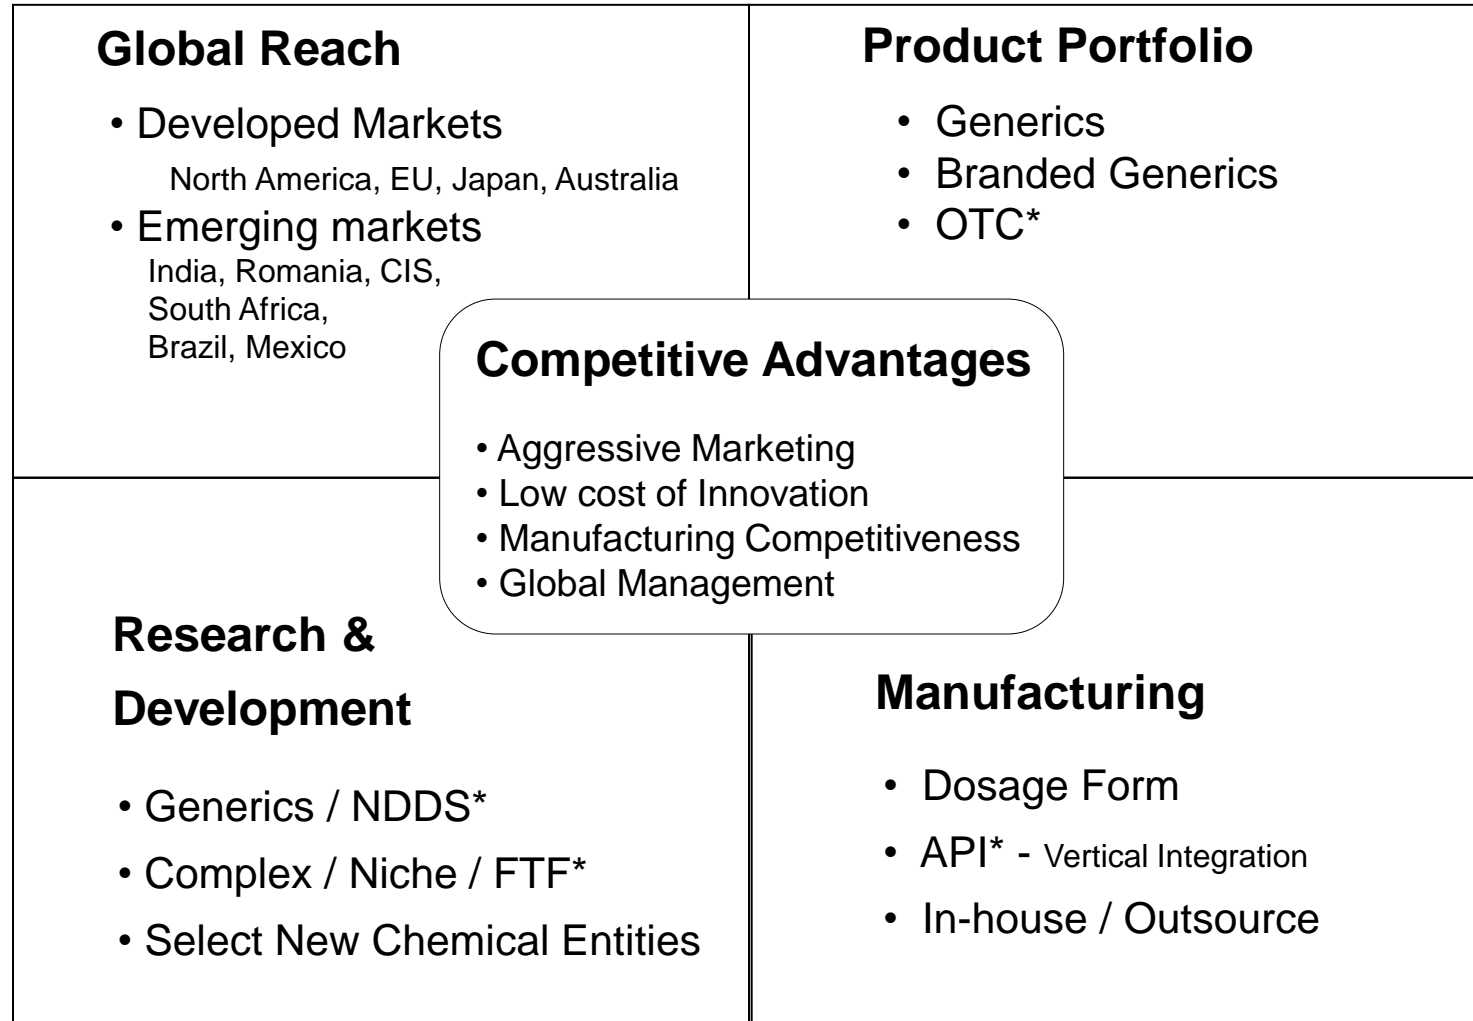 Global Reach
• Developed Markets
North America, EU, Japan, Australia
• Emerging markets
India, Romania, CIS,
South Africa,
Brazil, Mexico
Product Portfolio
• Generics
• Branded Generics
• OTC*
Competitive Advantages
• Aggressive Marketing
• Low cost of Innovation
• Manufacturing Competitiveness
• Global Management
Research &
Development
• Generics / NDDS*
• Complex / Niche / FTF*
• Select New Chemical Entities
Manufacturing
• Dosage Form
• API* - Vertical Integration
• In-house / Outsource